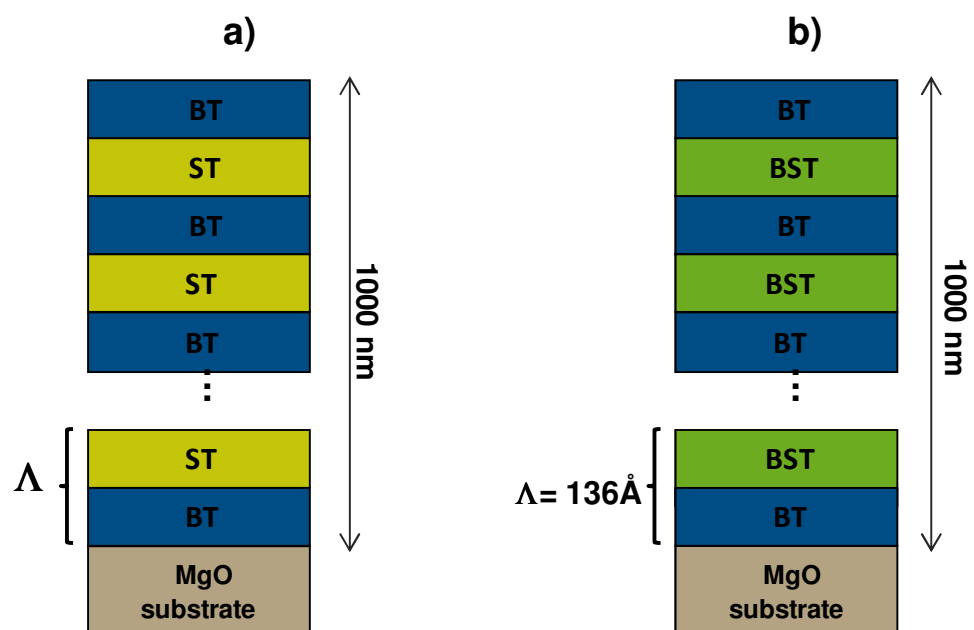 a)
BT
ST
BT
ST
BT
⋮
ST
BT
Λ
MgO
substrate
1000 nm
b)
BT
BST
BT
BST
BT
⋮
BST
BT
Λ= 136Å
MgO
substrate
1000 nm